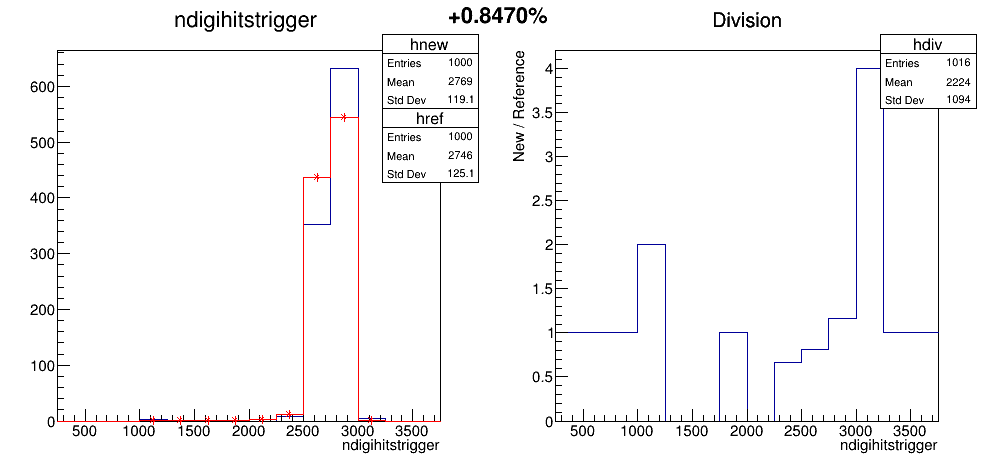 ndigihitstrigger
+0.8470%
Division
hnew
Entries 1000
Mean 2769
Std Dev 119.1
href
Entries 1000
Mean 2746
Std Dev 125.1
600
500
400
300
200
100
0
500 1000 1500 2000 2500 3000 3500
ndigihitstrigger
hdiv
Entries 1016
Mean 2224
Std Dev 1094
New / Reference
4
3.5
3
2.5
2
1.5
1
0.5
0
500 1000 1500 2000 2500 3000 3500
ndigihitstrigger